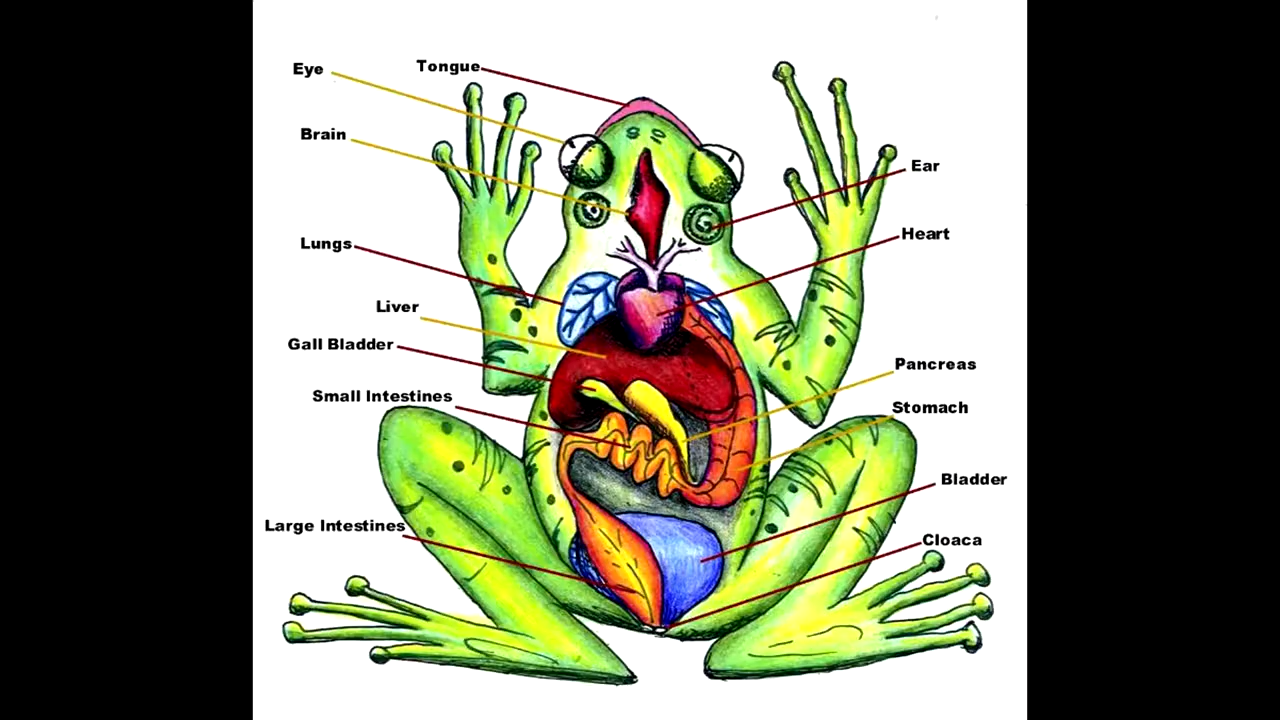 Eye
Tongue
Brain
Ear
Lungs
Heart
Liver
Gall Bladder
Pancreas
Small Intestines
Stomach
Bladder
Large Intestines
Cloaca